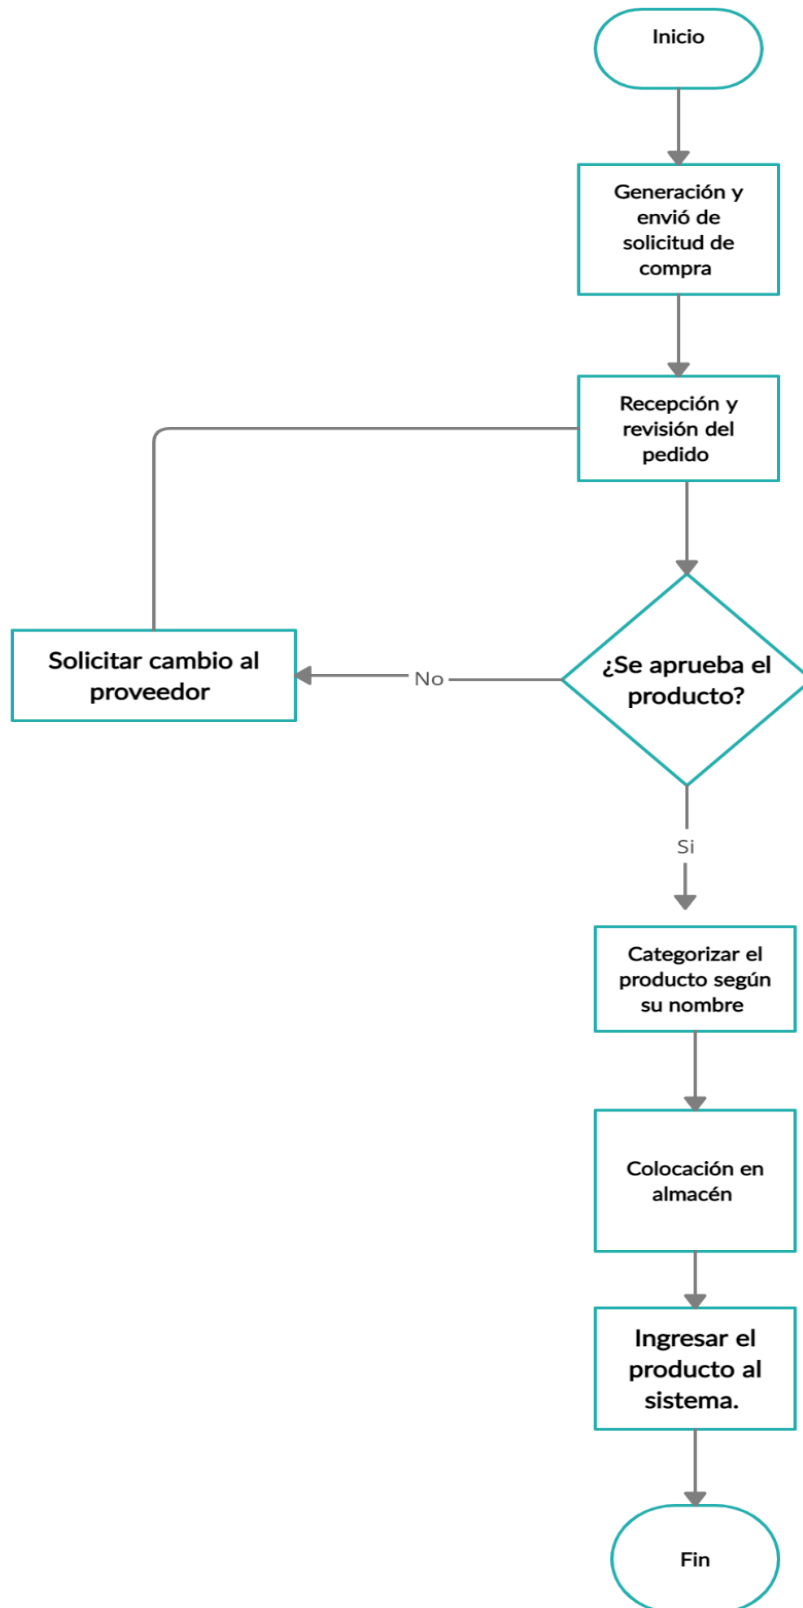 Inicio
Generación y
envió de
solicitud de
compra
Recepción y
revisión del
pedido
¿Se aprueba el
producto?
No
Solicitar cambio al
proveedor
Si
Categorizar el
producto según
su nombre
Colocación en
almacén
Ingresar el
producto al
sistema.
Fin